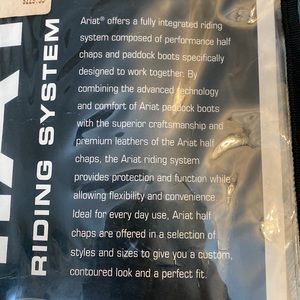 Ariat® offers a fully integrated riding
system composed of performance half
chaps and paddock boots specifically
designed to work together. By
combining the advanced technology
and comfort of Ariat paddock boots
with the superior craftsmanship and
premium leathers of the Ariat half
chaps, the Ariat riding system
provides protection and function while
allowing flexibility and convenience.
Ideal for every day use, Ariat half
chaps are offered in a selection of
styles and sizes to give you a custom,
contoured look and a perfect fit.
RIDING SYSTEM